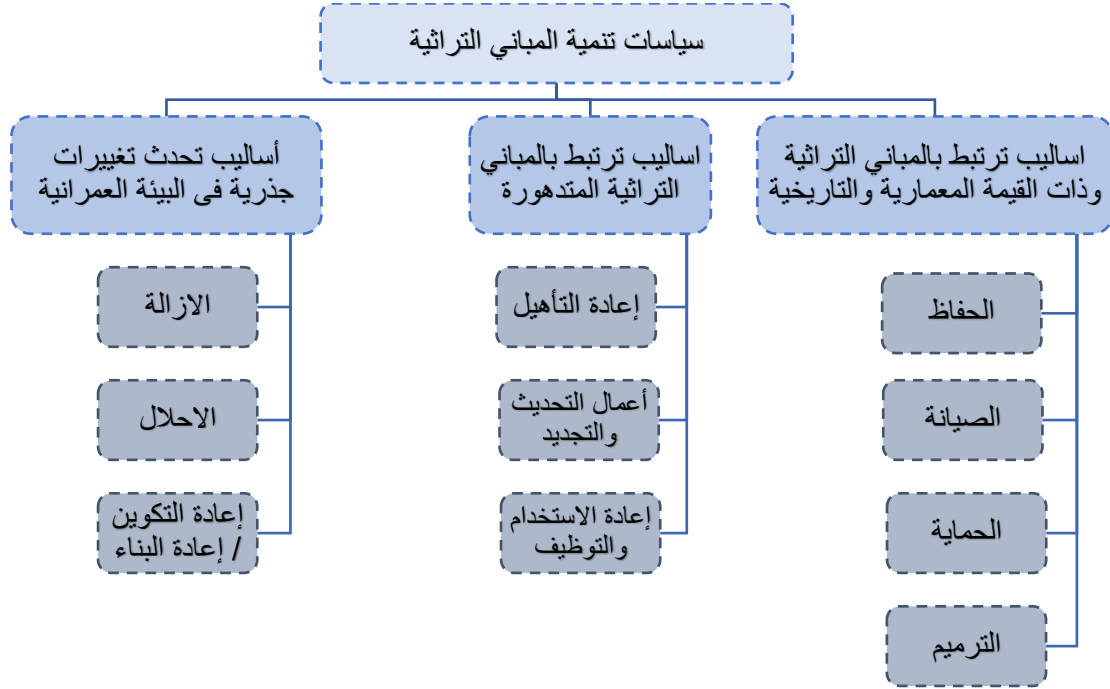 سياسات تنمية المباني التراثية
اساليب ترتبط بالمباني التراثية
وذات القيمة المعمارية والتاريخية
الحفاظ
الصيانة
الحماية
الترميم
اساليب ترتبط بالمباني
التراثية المتدهورة
إعادة التأهيل
أعمال التحديث
والتجديد
إعادة الاستخدام
والتوظيف
أساليب تحدث تغييرات
جذرية فى البيئة العمرانية
الازالة
الاحلال
إعادة التكوين
/ إعادة البناء